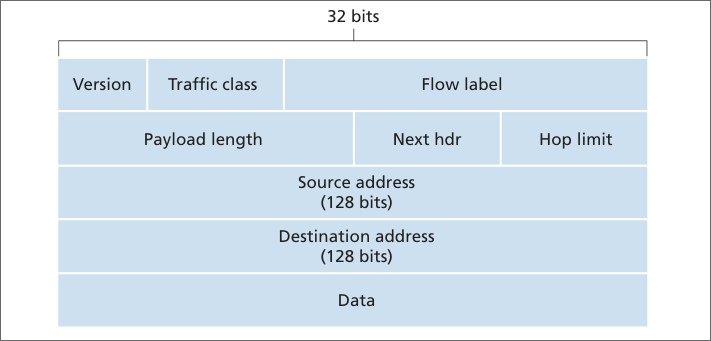 32 bits
Version Traffic class Flow label
Payload length Next hdr Hop limit
Source address
(128 bits)
Destination address
(128 bits)
Data